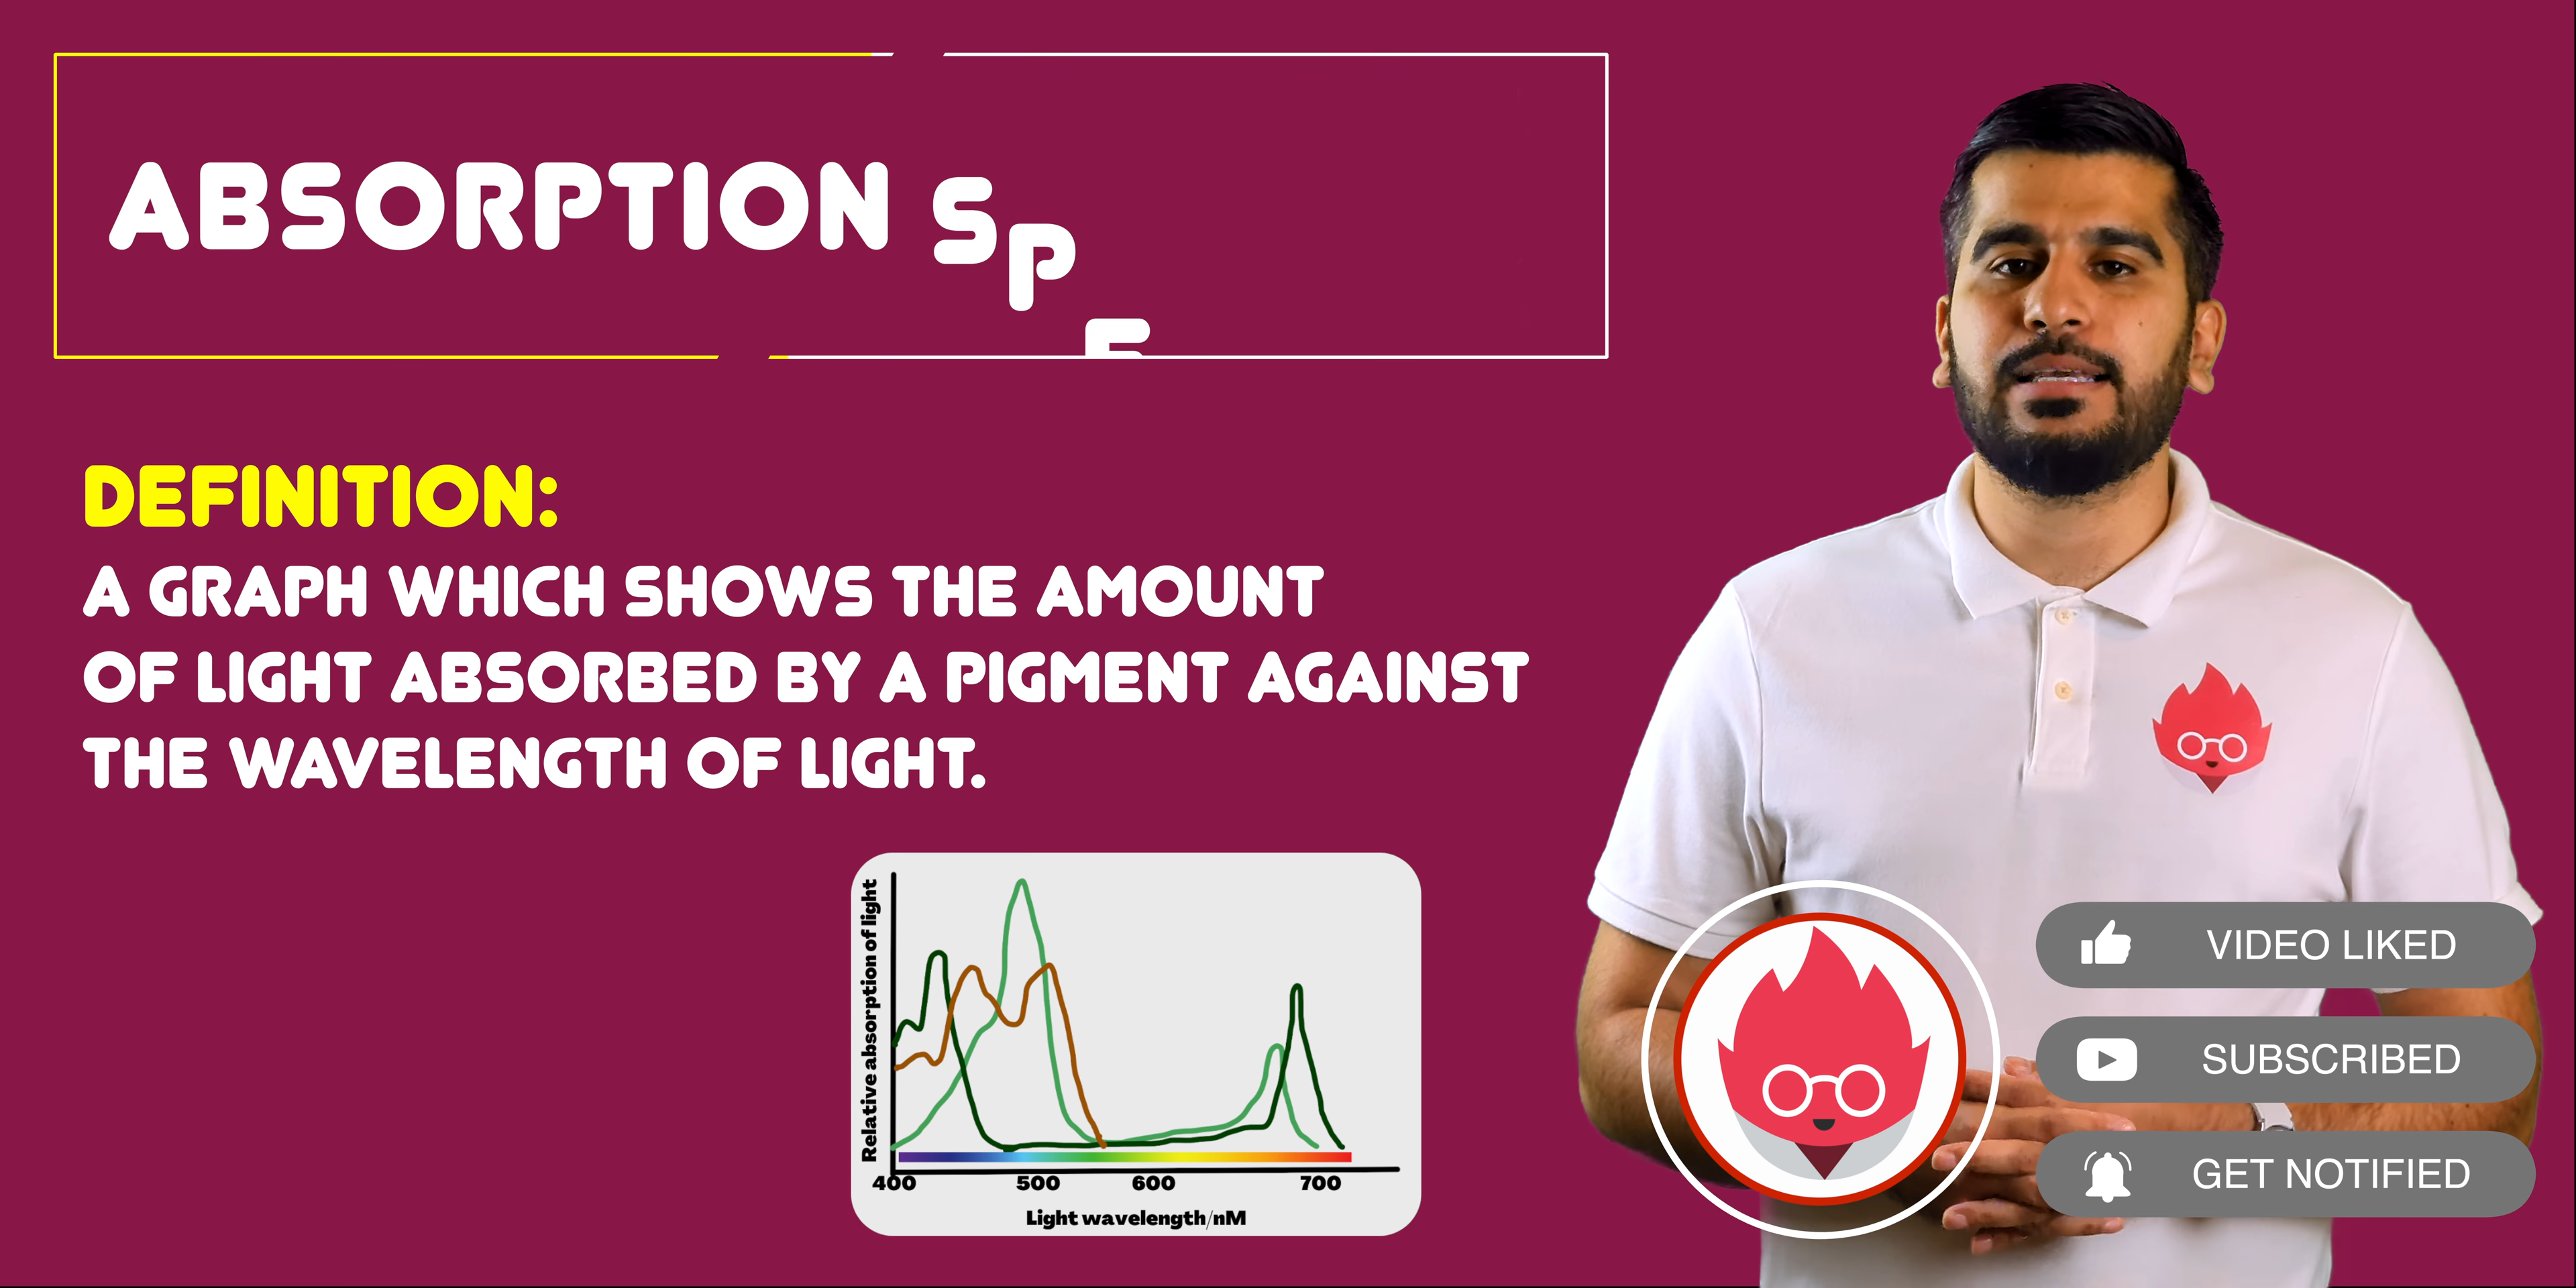 ABSORPTION SP
DEFINITION:
A GRAPH WHICH SHOWS THE AMOUNT
OF LIGHT ABSORBED BY A PIGMENT AGAINST
THE WAVELENGTH OF LIGHT.
Relative absorption of light
400 500 600 700
Light wavelength/nM
VIDEO LIKED
SUBSCRIBED
GET NOTIFIED